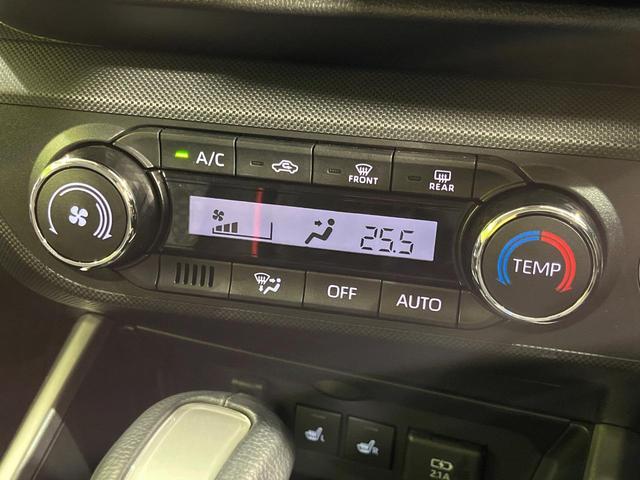 A/C
FRONT
REAR
25.5
TEMP
OFF
AUTO
L
R
2.1A